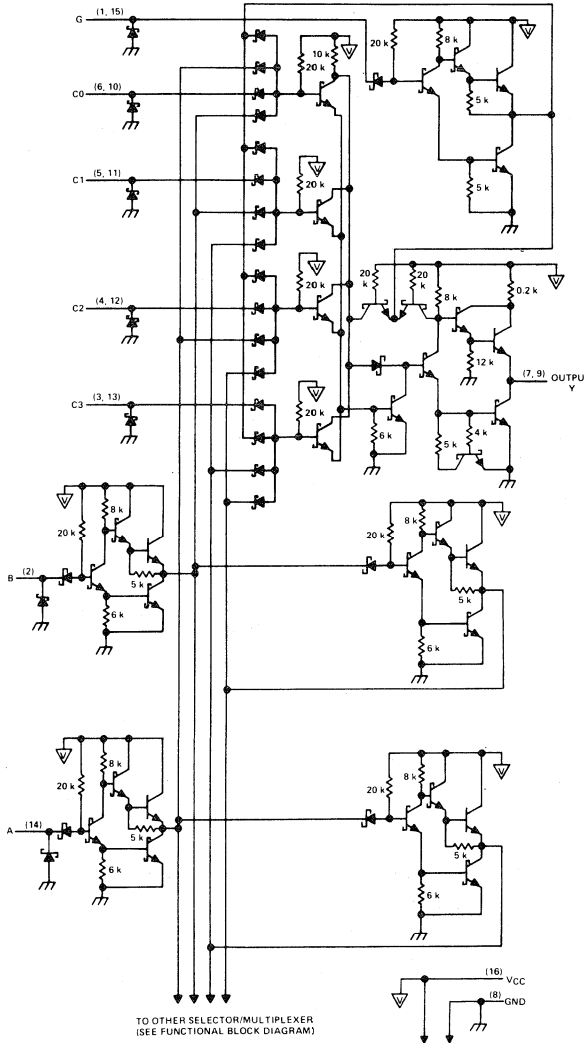 G (1, 15)
20 k
8 k
5 k
5 k
10 k
20 k
C0 (6, 10)
C1 (5, 11)
20 k
C2 (4, 12)
20 k
20 k
20 k
8 k
0.2 k
12 k
(7, 9) OUTPU
Y
C3 (3, 13)
20 k
6 k
5 k
4 k
8 k
20 k
B (2)
5 k
6 k
8 k
20 k
5 k
6 k
8 k
20 k
A (14)
5 k
6 k
8 k
20 k
5 k
6 k
(16) VCC
(8) GND
TO OTHER SELECTOR/MULTIPLEXER
(SEE FUNCTIONAL BLOCK DIAGRAM)